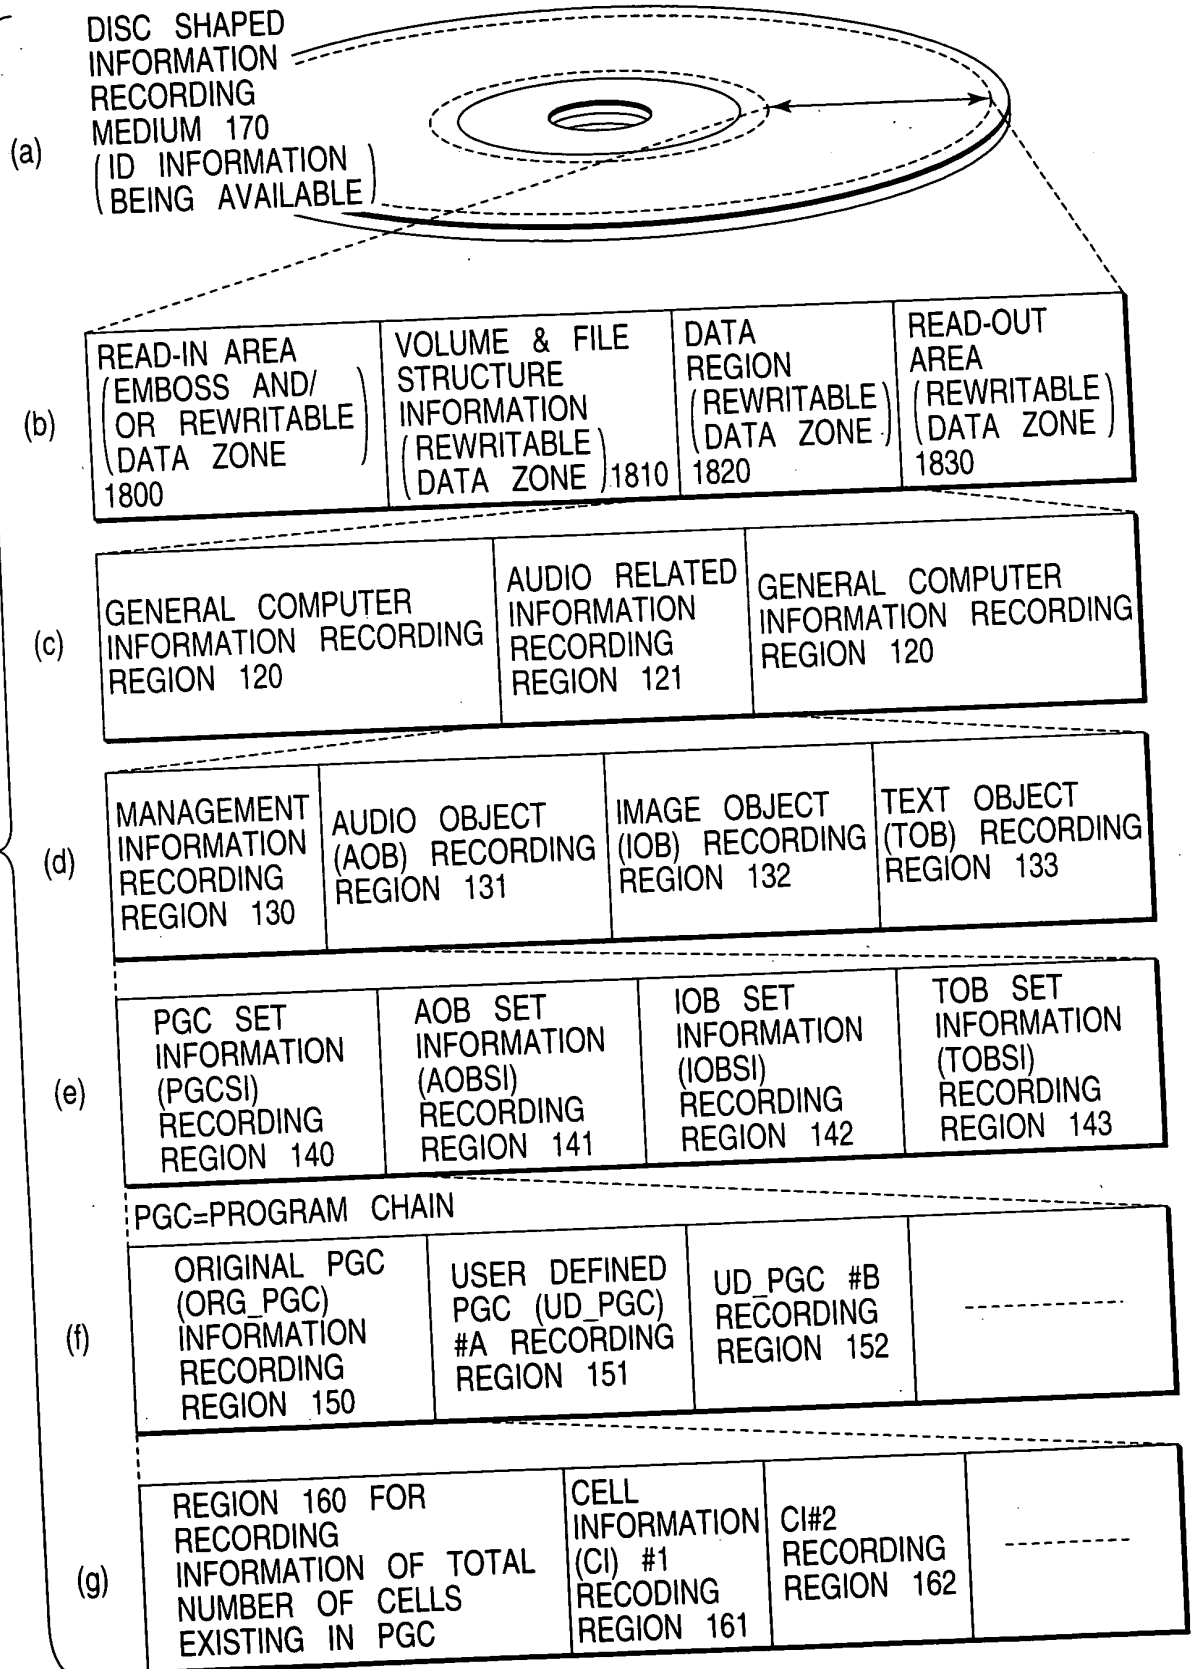 DISC SHAPED
INFORMATION
RECORDING
MEDIUM 170
(ID INFORMATION
BEING AVAILABLE)
(a)
READ-IN AREA
(EMBOSS AND/
OR REWRITABLE
DATA ZONE)
1800
VOLUME & FILE
STRUCTURE
INFORMATION
(REWRITABLE
DATA ZONE) 1810
DATA
REGION
(REWRITABLE
DATA ZONE)
1820
READ-OUT
AREA
(REWRITABLE
DATA ZONE)
1830
(b)
GENERAL COMPUTER
INFORMATION RECORDING
REGION 120
AUDIO RELATED
INFORMATION
RECORDING
REGION 121
GENERAL COMPUTER
INFORMATION RECORDING
REGION 120
(c)
MANAGEMENT
INFORMATION
RECORDING
REGION 130
AUDIO OBJECT
(AOB) RECORDING
REGION 131
IMAGE OBJECT
(IOB) RECORDING
REGION 132
TEXT OBJECT
(TOB) RECORDING
REGION 133
(d)
PGC SET
INFORMATION
(PGCSI)
RECORDING
REGION 140
AOB SET
INFORMATION
(AOBSI)
RECORDING
REGION 141
IOB SET
INFORMATION
(IOBSI)
RECORDING
REGION 142
TOB SET
INFORMATION
(TOBSI)
RECORDING
REGION 143
(e)
PGC=PROGRAM CHAIN
ORIGINAL PGC
(ORG_PGC)
INFORMATION
RECORDING
REGION 150
USER DEFINED
PGC (UD_PGC)
#A RECORDING
REGION 151
UD_PGC #B
RECORDING
REGION 152
(f)
REGION 160 FOR
RECORDING
INFORMATION OF TOTAL
NUMBER OF CELLS
EXISTING IN PGC
CELL
INFORMATION
(CI) #1
RECODING
REGION 161
CI#2
RECORDING
REGION 162
(g)